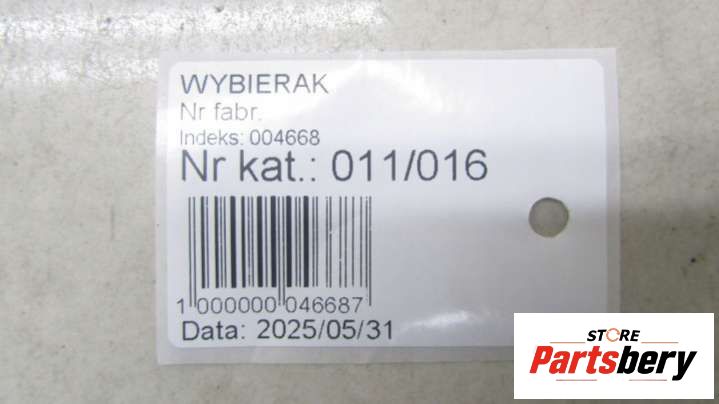 WYBIERAK
Nr fabr.
Indeks: 004668
Nr kat.: 011/016
1 000000 046687
Data: 2025/05/31
STORE
Partsbery